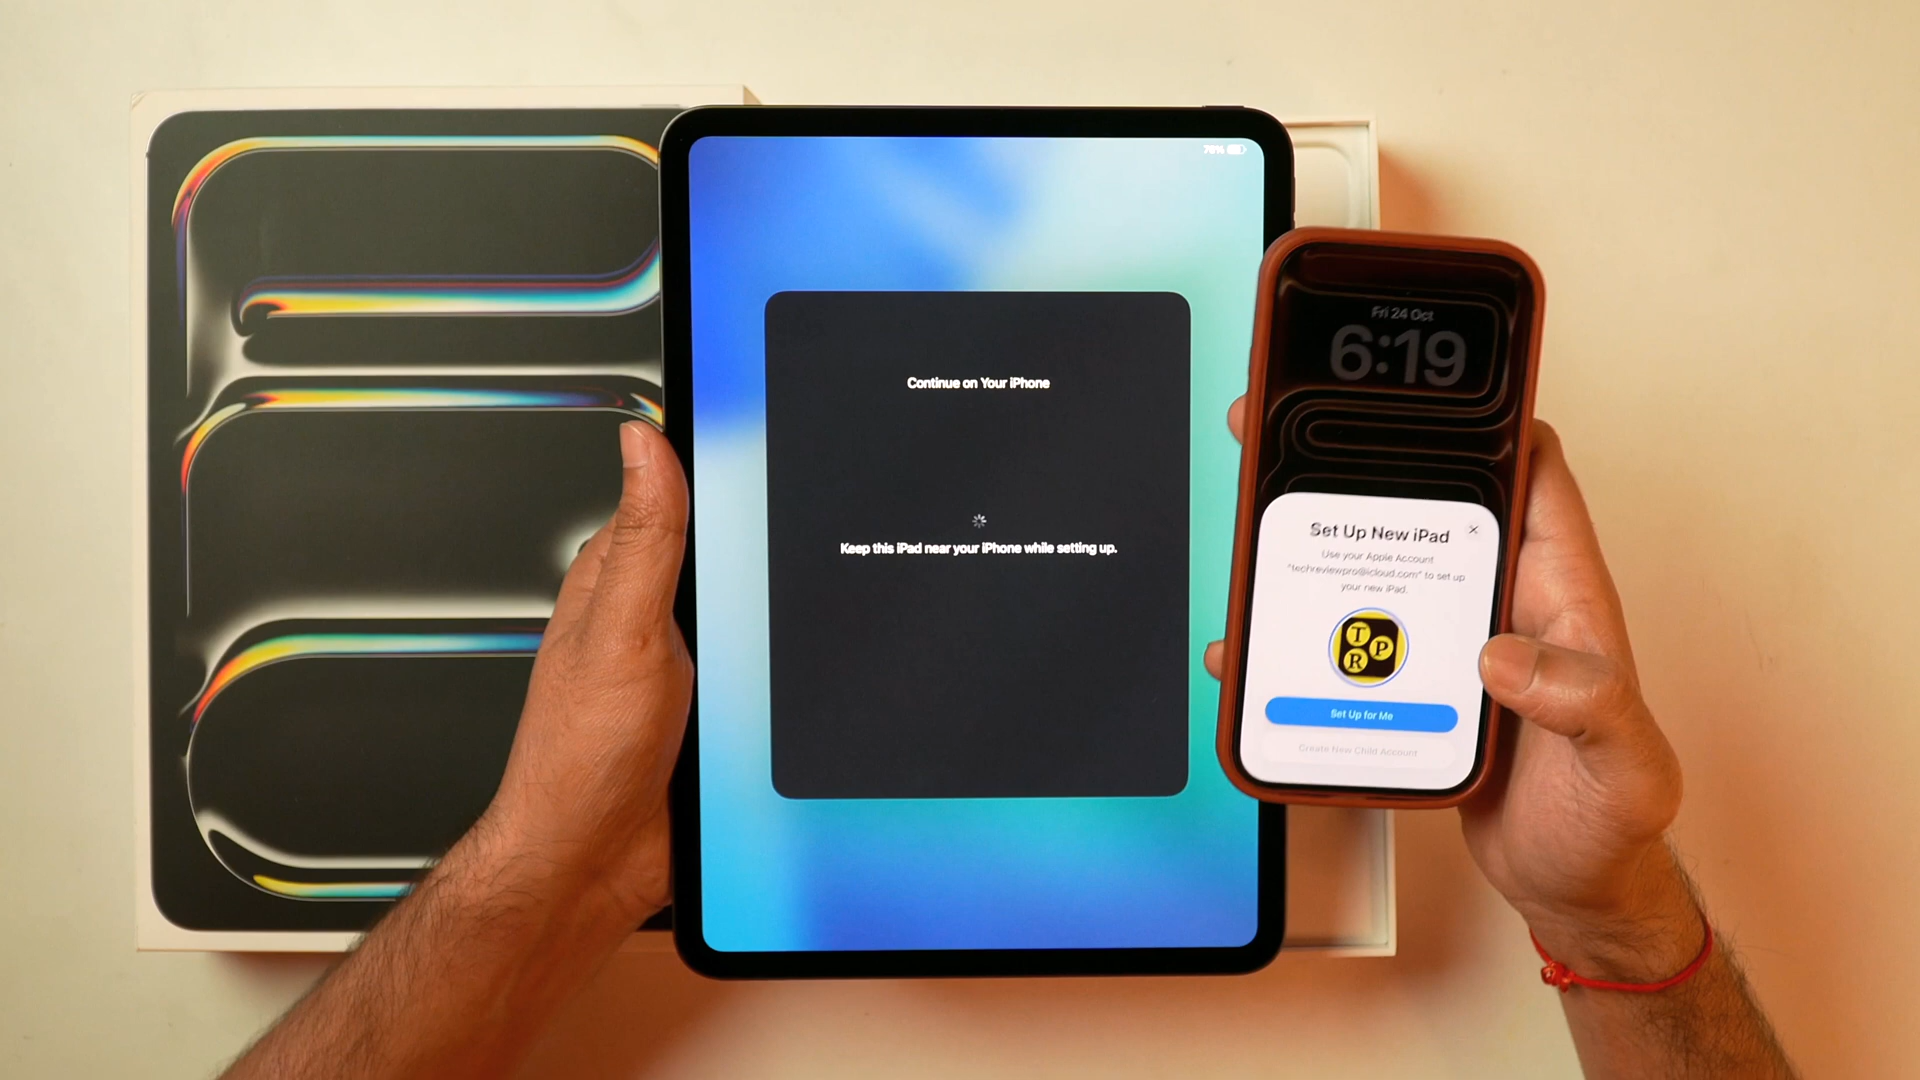 76%
Continue on Your iPhone
Keep this iPad near your iPhone while setting up.
Fri 24 Oct
6:19
Set Up New iPad
Use your Apple Account
"techreviewpro@icloud.com" to set up
your new iPad.
T
P
R
Set Up for Me
Create New Child Account